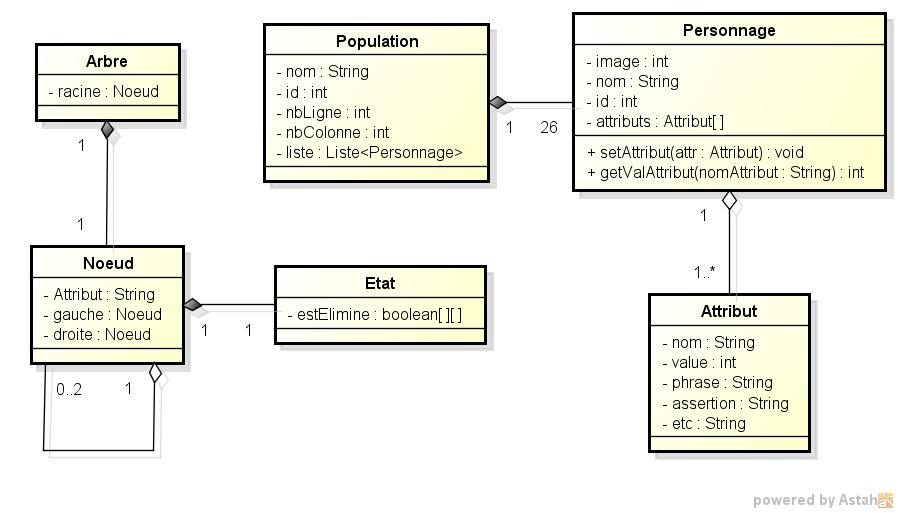 Arbre
- racine : Noeud
1
1
Population
- nom : String
- id : int
- nbLigne : int
- nbColonne : int
- liste : Liste<Personnage>
1
26
Personnage
- image : int
- nom : String
- id : int
- attributs : Attribut[ ]
+ setAttribut(attr : Attribut) : void
+ getValAttribut(nomAttribut : String) : int
1
1..*
Noeud
- Attribut : String
- gauche : Noeud
- droite : Noeud
1
1
0..2
1
Etat
- estElimine : boolean[ ][ ]
Attribut
- nom : String
- value : int
- phrase : String
- assertion : String
- etc : String
powered by Astah